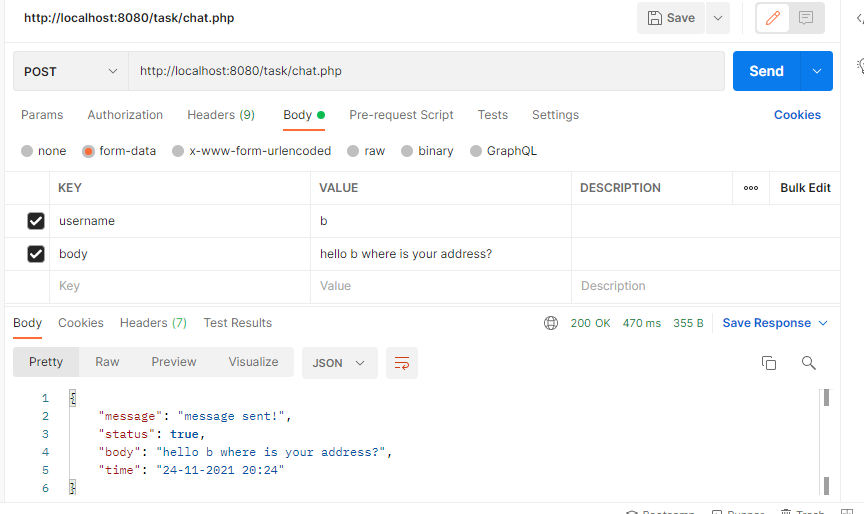 http://localhost:8080/task/chat.php Save
POST http://localhost:8080/task/chat.php Send
Params Authorization Headers (9) Body Pre-request Script Tests Settings Cookies
none form-data x-www-form-urlencoded raw binary GraphQL
KEY VALUE DESCRIPTION ooo Bulk Edit
username b
body hello b where is your address?
Key Value Description
Body Cookies Headers (7) Test Results 200 OK 470 ms 355 B Save Response
Pretty Raw Preview Visualize JSON
1 {
2 "message": "message sent!",
3 "status": true,
4 "body": "hello b where is your address?",
5 "time": "24-11-2021 20:24"
6 }
Bootcamp Runner Trash